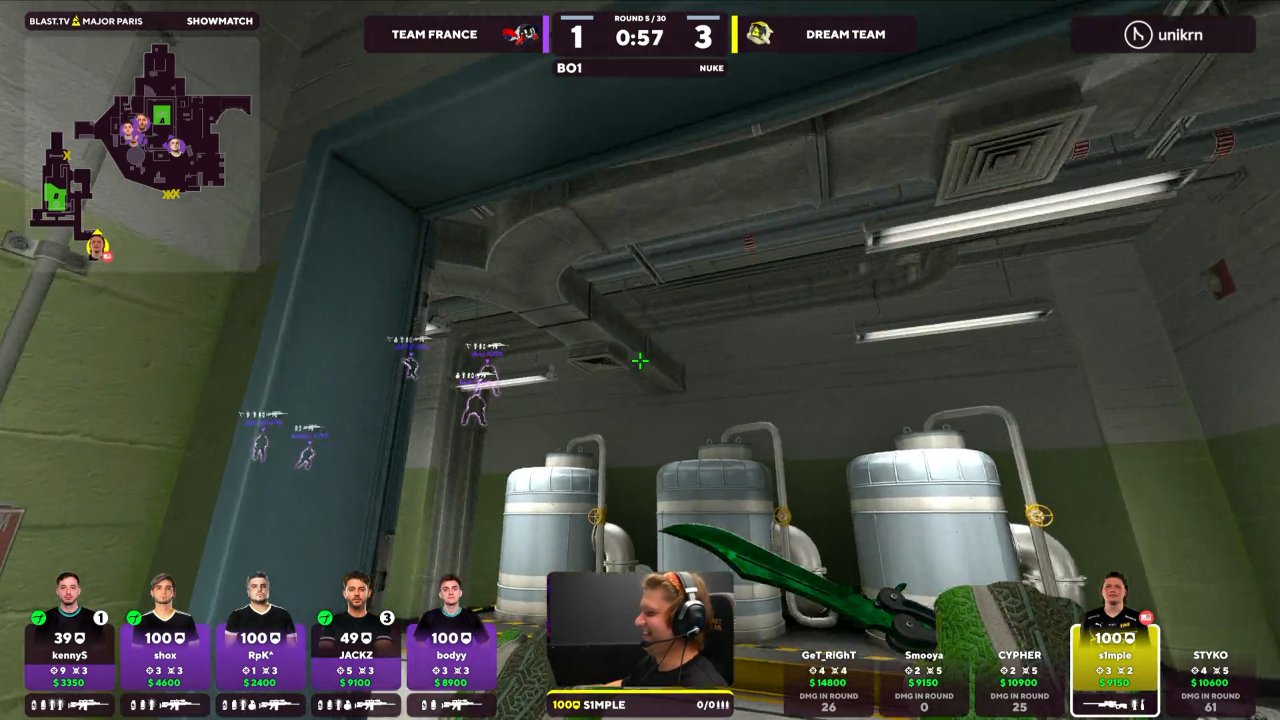 BLAST.TV MAJOR PARIS SHOWMATCH
TEAM FRANCE 1 ROUND 5 / 30 0:57 3 DREAM TEAM
BO1 NUKE
unikrn
A
B
1
3
39 100 100 49 100 100
kennyS shox RpK^ JACKZ bodyy GeT_RiGhT Smooya CYPHER s1mple STYKO
9 3 3 3 1 3 5 3 3 3 4 4 2 5 2 5 3 2 4 5
$ 3350 $ 4600 $ 2400 $ 9100 $ 8900 $ 14800 $ 9150 $ 10900 $ 9150 $ 10600
DMG IN ROUND DMG IN ROUND DMG IN ROUND DMG IN ROUND
26 0 25 61
100 S1MPLE 0/0